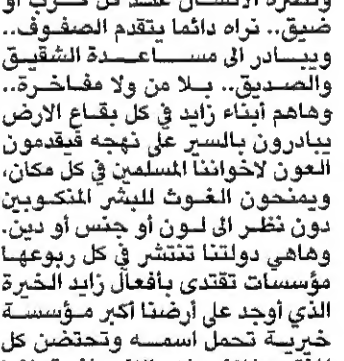 ضيق.. نراه دائما يتقدم الصفوف..
ويبادر الى مساعدة الشقيق
والصديق.. بلا من ولا مفاخرة..
وهاهم أبناء زايد في كل بقاع الارض
يبادرون بالسير على نهجه فيقدمون
العون لاخواننا المسلمين في كل مكان،
ويمنحون الغوث للبشر المنكوبين
دون نظر الى لون أو جنس أو دين.
وهاهي دولتنا تنتشر في كل ربوعها
مؤسسات تقتدي بأفعال زايد الخيرة
الذي أوجد على أرضنا أكبر مؤسسة
خيرية تحمل اسمه وتحتضن كل